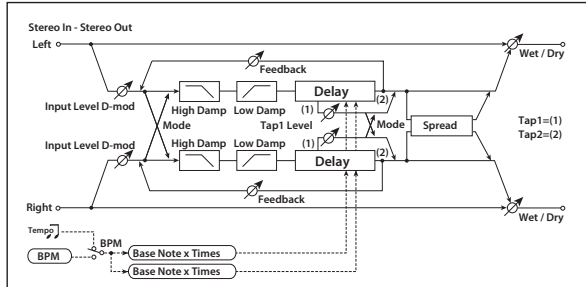 Stereo In - Stereo Out
Left
Wet / Dry
Feedback
Input Level D-mod
High Damp
Low Damp
Delay
(1)
(2)
Mode
Tap1 Level
Mode
Spread
Tap1=(1)
Tap2=(2)
Input Level D-mod
High Damp
Low Damp
(1)
Delay
(2)
Feedback
Right
Wet / Dry
Tempo
BPM
BPM
Base Note x Times
Base Note x Times